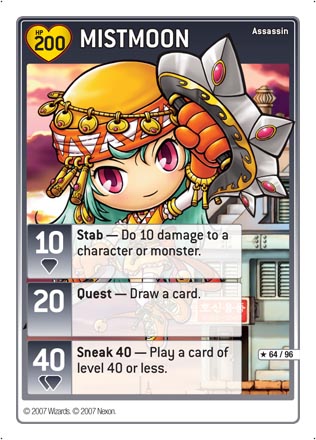 HP
200
MISTMOON
Assassin
10
Stab — Do 10 damage to a
character or monster.
20
Quest — Draw a card.
40
Sneak 40 — Play a card of
level 40 or less.
★ 64 / 96
© 2007 Wizards. © 2007 Nexon.